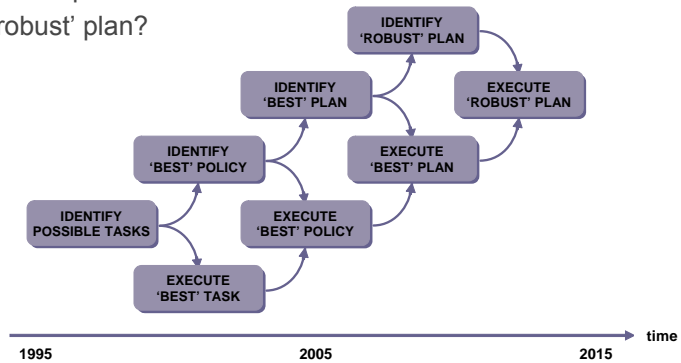 robust’ plan?
IDENTIFY
‘ROBUST’ PLAN
IDENTIFY
‘BEST’ PLAN
EXECUTE
‘ROBUST’ PLAN
IDENTIFY
‘BEST’ POLICY
EXECUTE
‘BEST’ PLAN
IDENTIFY
POSSIBLE TASKS
EXECUTE
‘BEST’ POLICY
EXECUTE
‘BEST’ TASK
time
1995 2005 2015